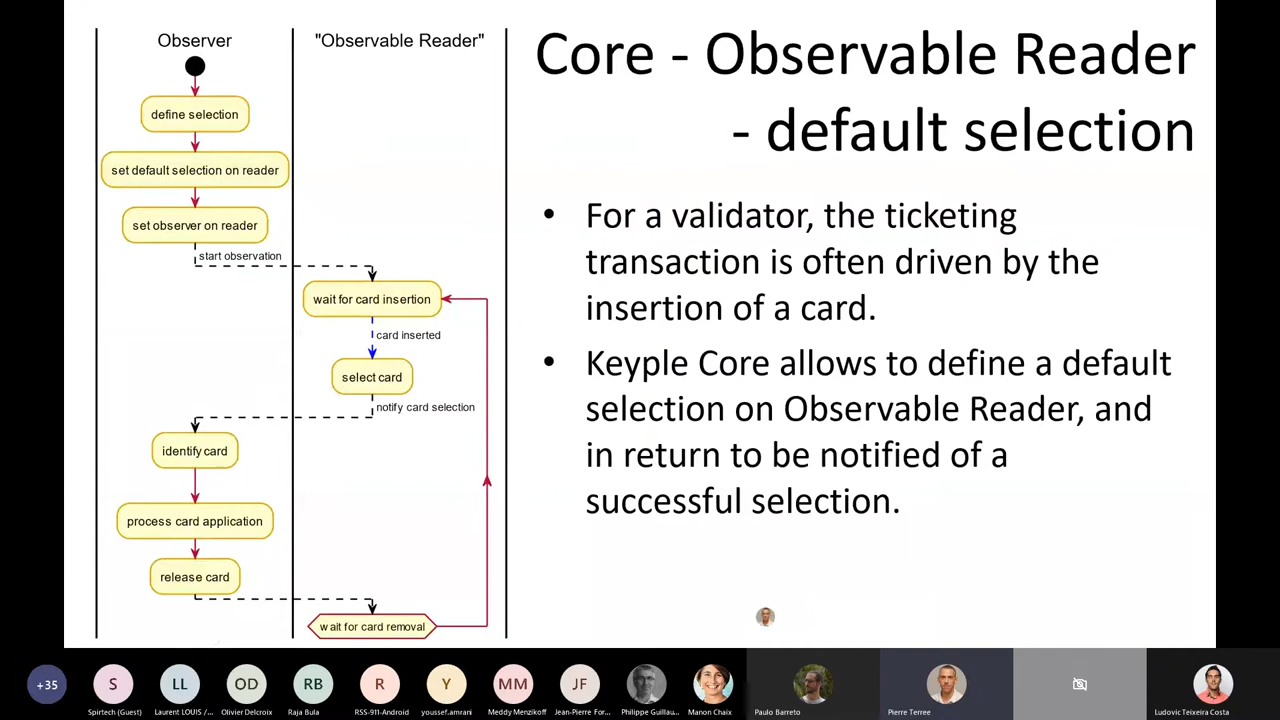 Observer
"Observable Reader"
define selection
set default selection on reader
set observer on reader
start observation
wait for card insertion
card inserted
select card
notify card selection
identify card
process card application
release card
wait for card removal
Core - Observable Reader
- default selection
• For a validator, the ticketing
transaction is often driven by the
insertion of a card.
• Keyple Core allows to define a default
selection on Observable Reader, and
in return to be notified of a
successful selection.
+35
S
LL
OD
RB
R
Y
MM
JF
Spirtech (Guest)
Laurent LOUIS /...
Olivier Delcroix
Raja Bula
RSS-911-Android
youssef.amrani
Meddy Menzikoff
Jean-Pierre For...
Philippe Guillau...
Manon Chaix
Paulo Barreto
Pierre Terree
Ludovic Teixeira Costa